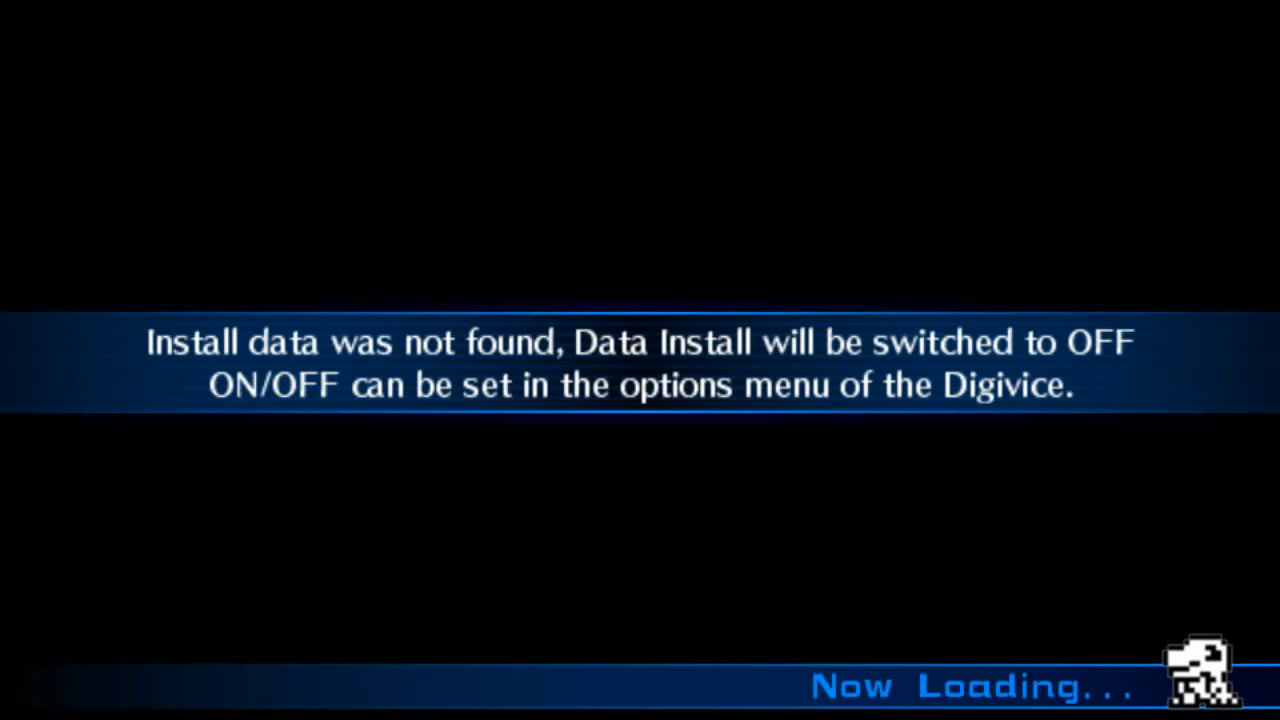 Install data was not found, Data Install will be switched to OFF
ON/OFF can be set in the options menu of the Digivice.
Now Loading...